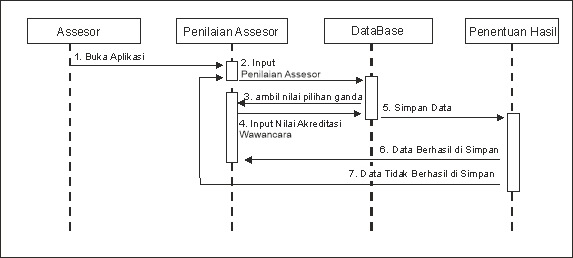 Assesor
Penilaian Assesor
DataBase
Penentuan Hasil
1. Buka Aplikasi
2. Input
Penilaian Assesor
3. ambil nilai pilihan ganda
4. Input Nilai Akreditasi
Wawancara
5. Simpan Data
6. Data Berhasil di Simpan
7. Data Tidak Berhasil di Simpan